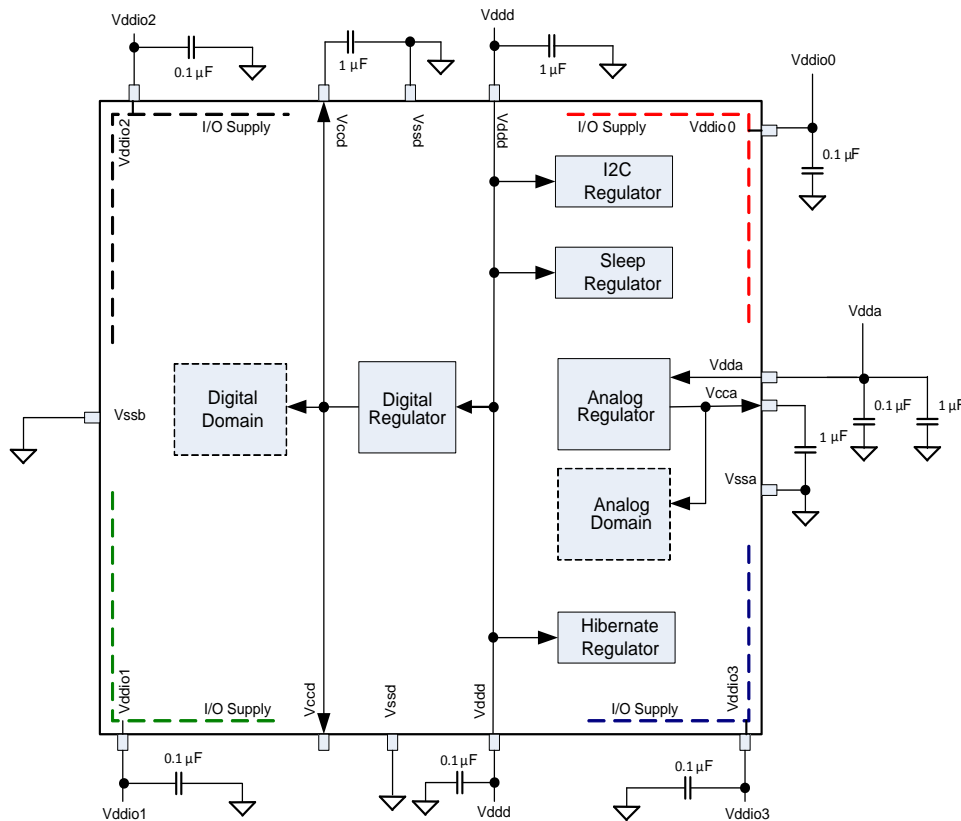 Vddio2
Vddd
0.1 µF
1 µF
1 µF
Vddio0
0.1 µF
Vddio2
I/O Supply
Vccd
Vssd
Vddd
I/O Supply
Vddio0
I2C
Regulator
Sleep
Regulator
Vdda
Vdda
Vcca
Digital
Domain
Digital
Regulator
Analog
Regulator
0.1 µF
1 µF
1 µF
Vssb
Vssa
Analog
Domain
Hibernate
Regulator
Vddio1
I/O Supply
Vccd
Vssd
Vddd
I/O Supply
Vddio3
0.1 µF
0.1 µF
0.1 µF
Vddio1
Vddd
Vddio3